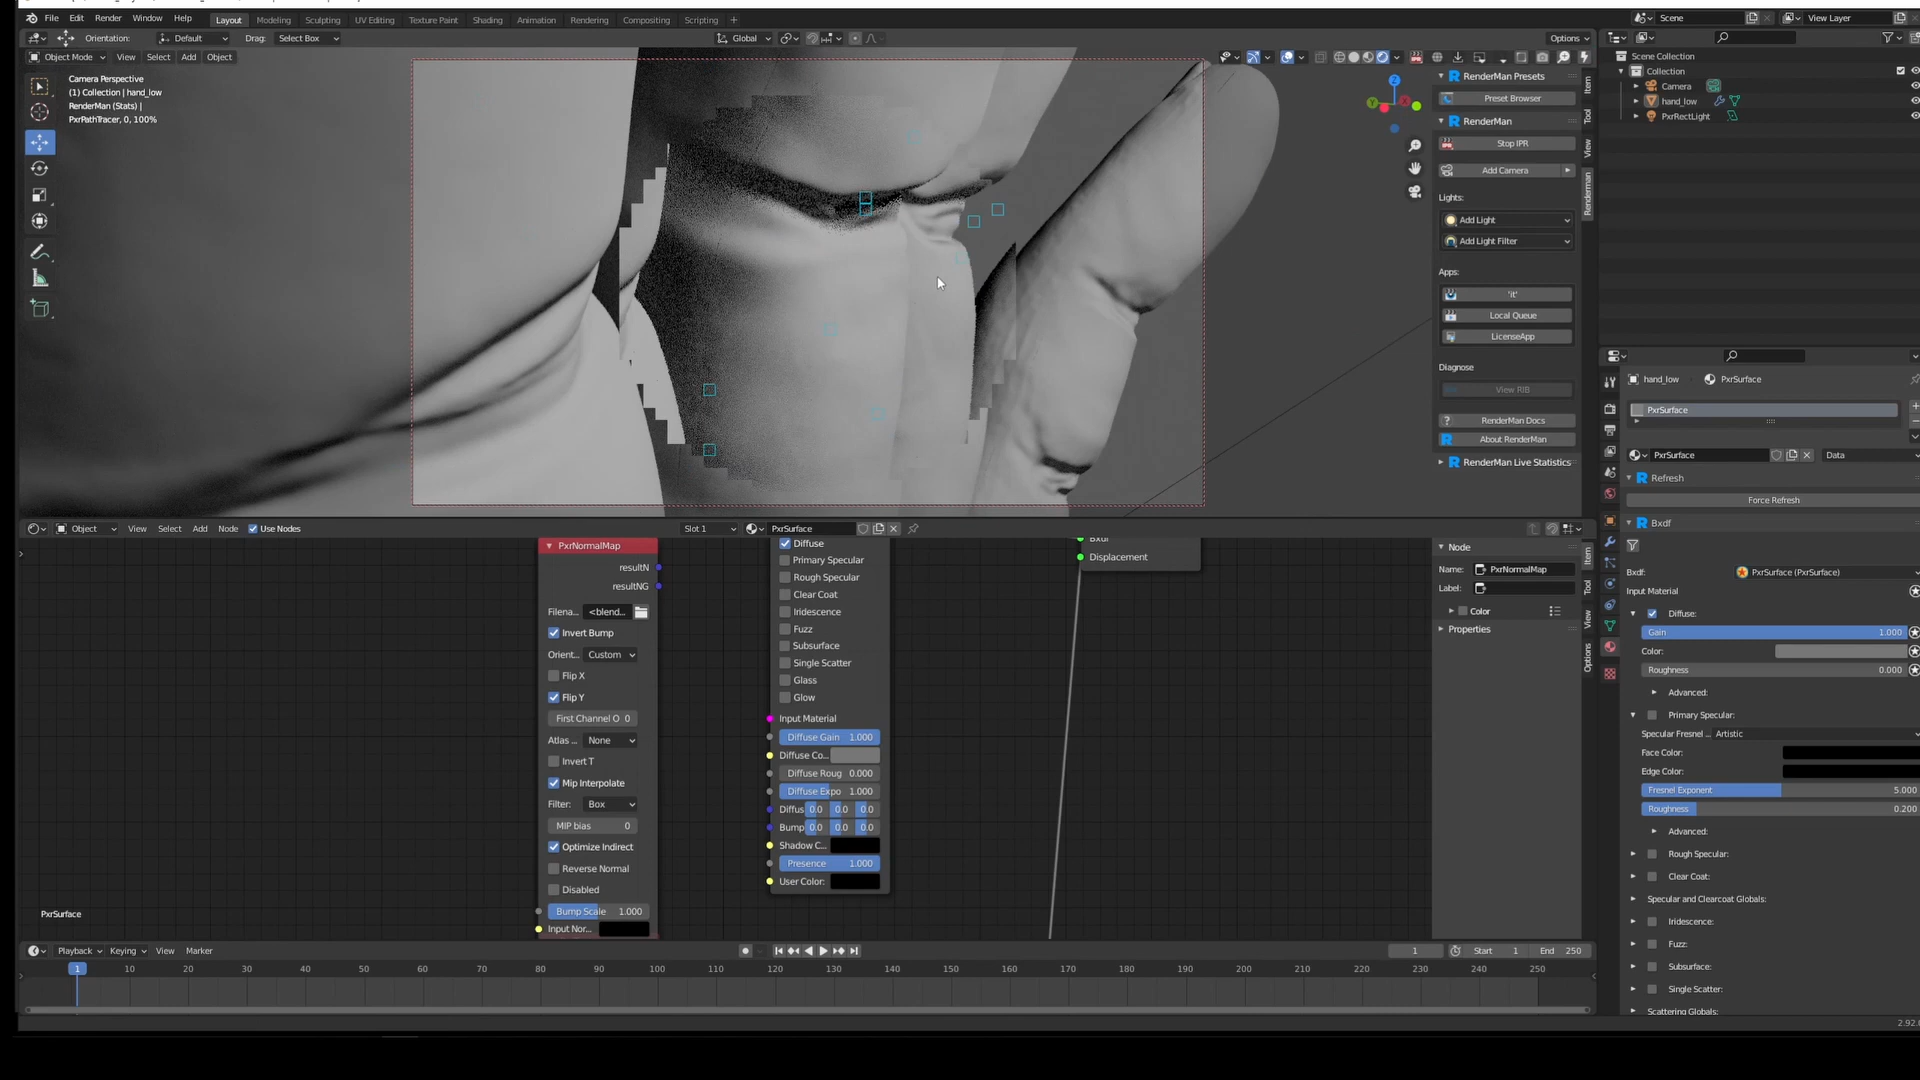 File Edit Render Window Help Layout Modeling Sculpting UV Editing Texture Paint Shading Animation Rendering Compositing Scripting + Scene View Layer
Orientation: Default Drag: Select Box Global Options
Object Mode View Select Add Object
Camera Perspective
(1) Collection | hand_low
RenderMan (Stats) |
PxrPathTracer, 0, 100%
RenderMan Presets
Preset Browser
RenderMan
Stop IPR
Add Camera
Lights:
Add Light
Add Light Filter
Apps:
'it'
Local Queue
LicenseApp
Diagnose
View RIB
RenderMan Docs
About RenderMan
RenderMan Live Statistics
Item
Tool
View
Renderman
Scene Collection
Collection
Camera
hand_low
PxrRectLight
Object View Select Add Node Use Nodes Slot 1 PxrSurface
PxrNormalMap
resultN
resultNG
Filena... <blend...
Invert Bump
Orient... Custom
Flip X
Flip Y
First Channel O 0
Atlas ... None
Invert T
Mip Interpolate
Filter: Box
MIP bias 0
Optimize Indirect
Reverse Normal
Disabled
Bump Scale 1.000
Input Nor...
Diffuse
Primary Specular
Rough Specular
Clear Coat
Iridescence
Fuzz
Subsurface
Single Scatter
Glass
Glow
Input Material
Diffuse Gain 1.000
Diffuse Co...
Diffuse Roug 0.000
Diffuse Expo 1.000
Diffus 0.0 0.0 0.0
Bump 0.0 0.0 0.0
Shadow C...
Presence 1.000
User Color:
Bxdf
Displacement
PxrSurface
Node
Name: PxrNormalMap
Label:
Color
Properties
Item
Tool
View
Options
hand_low PxrSurface
PxrSurface
PxrSurface Data
Refresh
Force Refresh
Bxdf
Bxdf: PxrSurface (PxrSurface)
Input Material
Diffuse:
Gain 1.000
Color:
Roughness 0.000
Advanced:
Primary Specular:
Specular Fresnel ... Artistic
Face Color:
Edge Color:
Fresnel Exponent 5.000
Roughness 0.200
Advanced:
Rough Specular:
Clear Coat:
Specular and Clearcoat Globals:
Iridescence:
Fuzz:
Subsurface:
Single Scatter:
Scattering Globals:
Playback Keying View Marker 1 Start 1 End 250
1 10 20 30 40 50 60 70 80 90 100 110 120 130 140 150 160 170 180 190 200 210 220 230 240 250